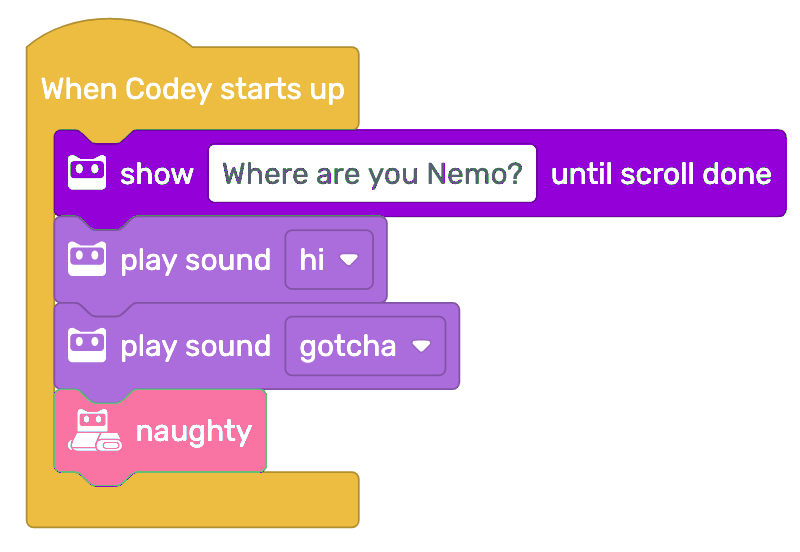 When Codey starts up
show Where are you Nemo? until scroll done
play sound hi
play sound gotcha
naughty